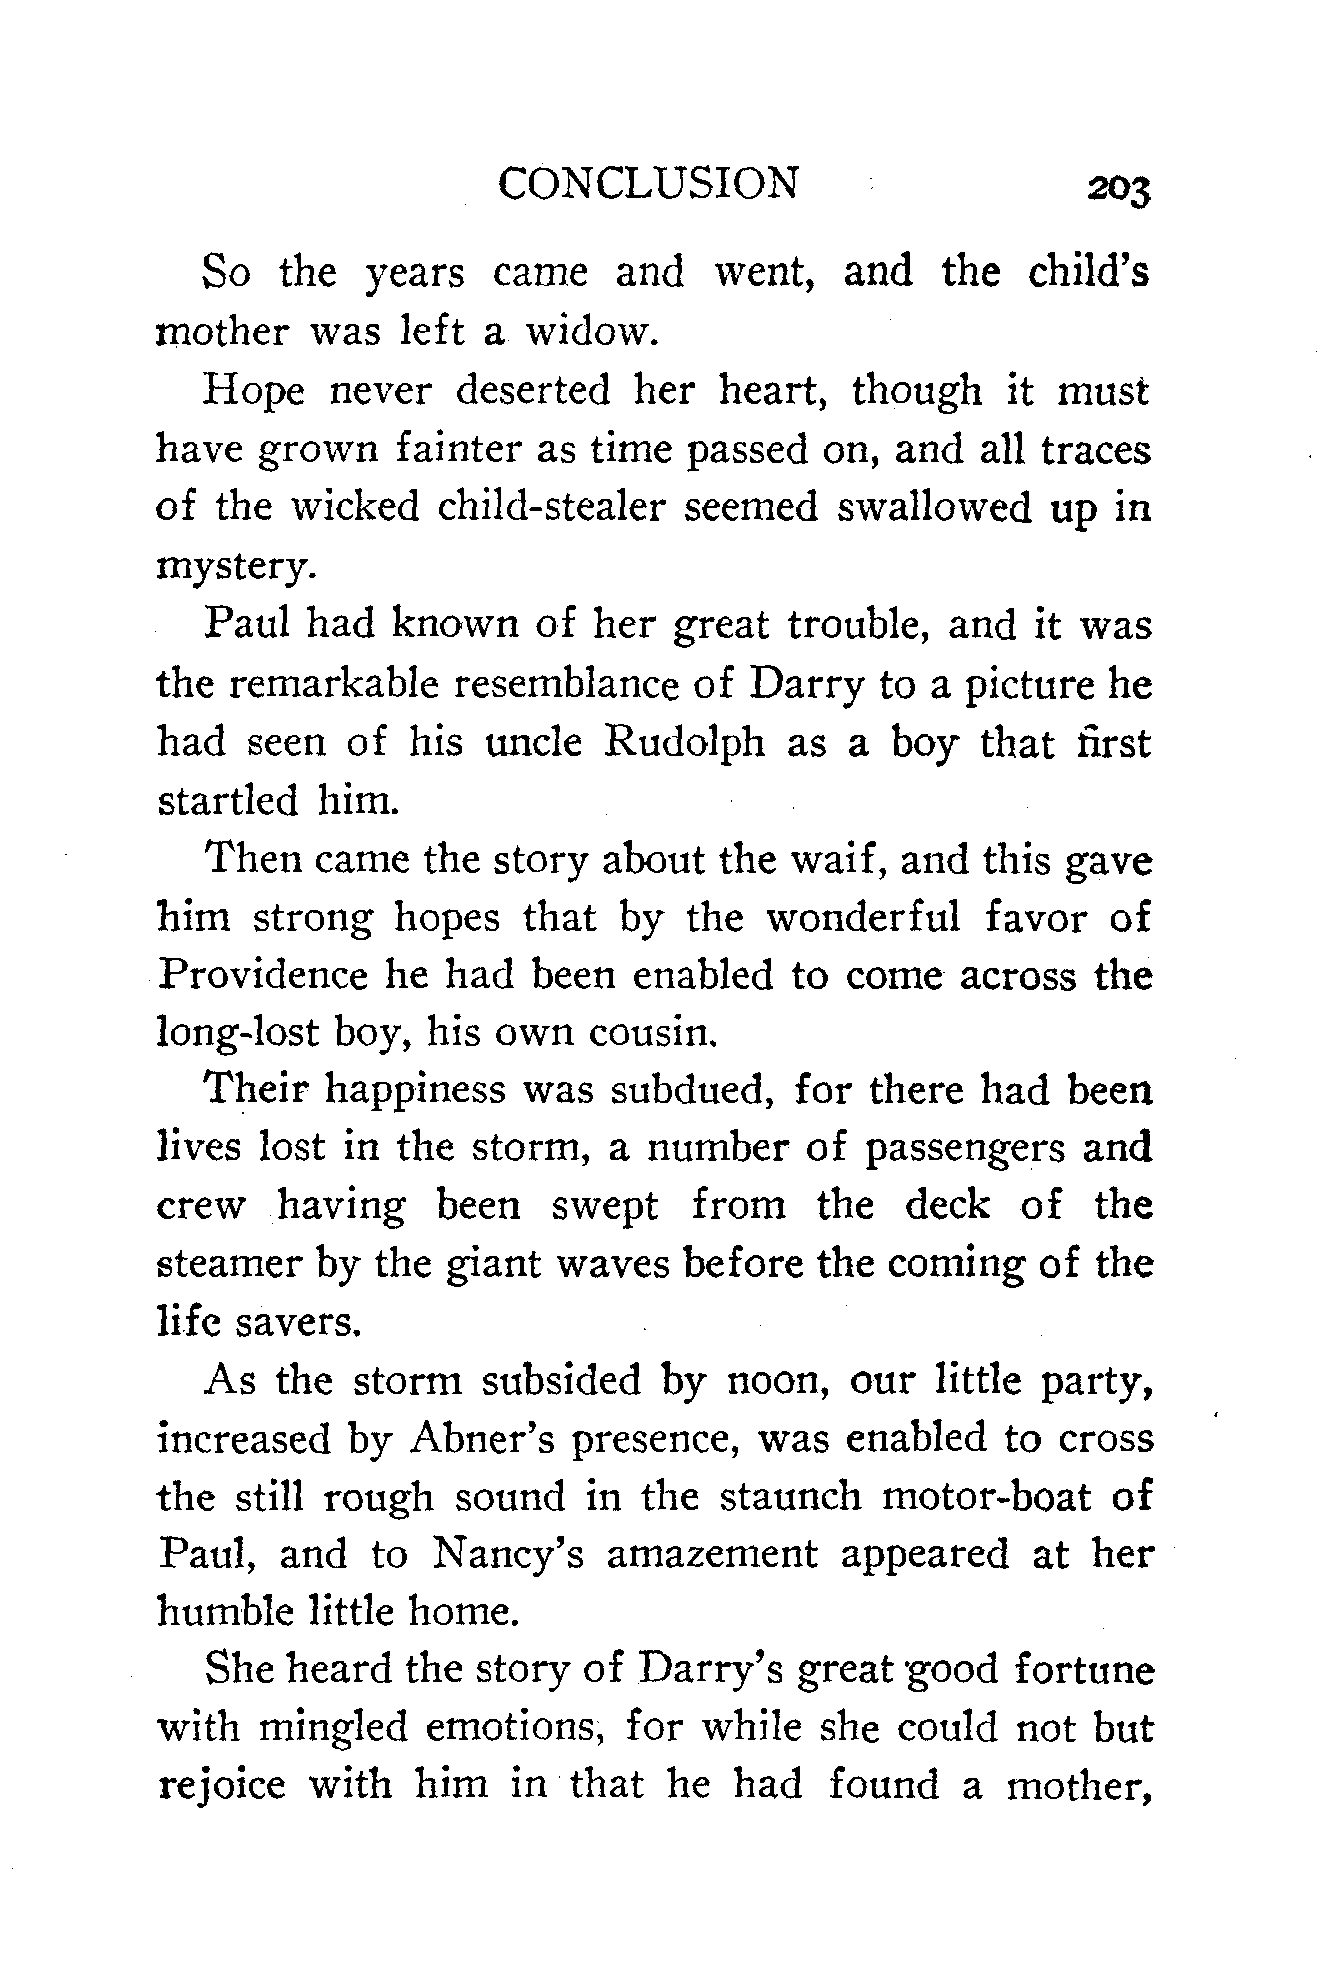 CONCLUSION 203
So the years came and went, and the child's
mother was left a widow.
Hope never deserted her heart, though it must
have grown fainter as time passed on, and all traces
of the wicked child-stealer seemed swallowed up in
mystery.
Paul had known of her great trouble, and it was
the remarkable resemblance of Darry to a picture he
had seen of his uncle Rudolph as a boy that first
startled him.
Then came the story about the waif, and this gave
him strong hopes that by the wonderful favor of
Providence he had been enabled to come across the
long-lost boy, his own cousin.
Their happiness was subdued, for there had been
lives lost in the storm, a number of passengers and
crew having been swept from the deck of the
steamer by the giant waves before the coming of the
life savers.
As the storm subsided by noon, our little party,
increased by Abner's presence, was enabled to cross
the still rough sound in the staunch motor-boat of
Paul, and to Nancy's amazement appeared at her
humble little home.
She heard the story of Darry's great good fortune
with mingled emotions, for while she could not but
rejoice with him in that he had found a mother,